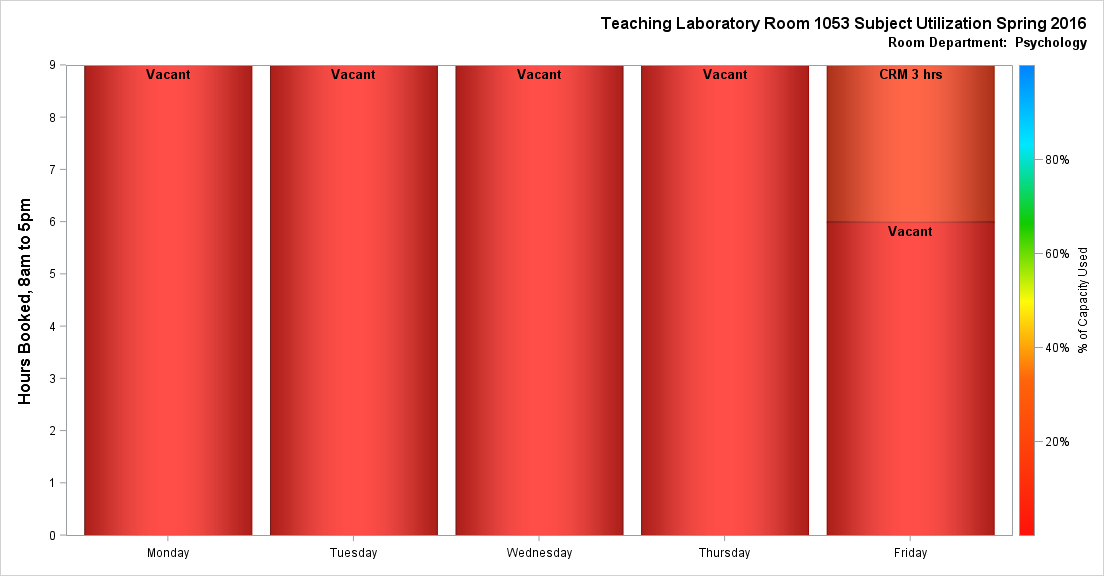 Teaching Laboratory Room 1053 Subject Utilization Spring 2016
Room Department: Psychology
Hours Booked, 8am to 5pm
9
8
7
6
5
4
3
2
1
0
Vacant
Vacant
Vacant
Vacant
CRM 3 hrs
Vacant
Monday
Tuesday
Wednesday
Thursday
Friday
80%
60%
40%
20%
% of Capacity Used